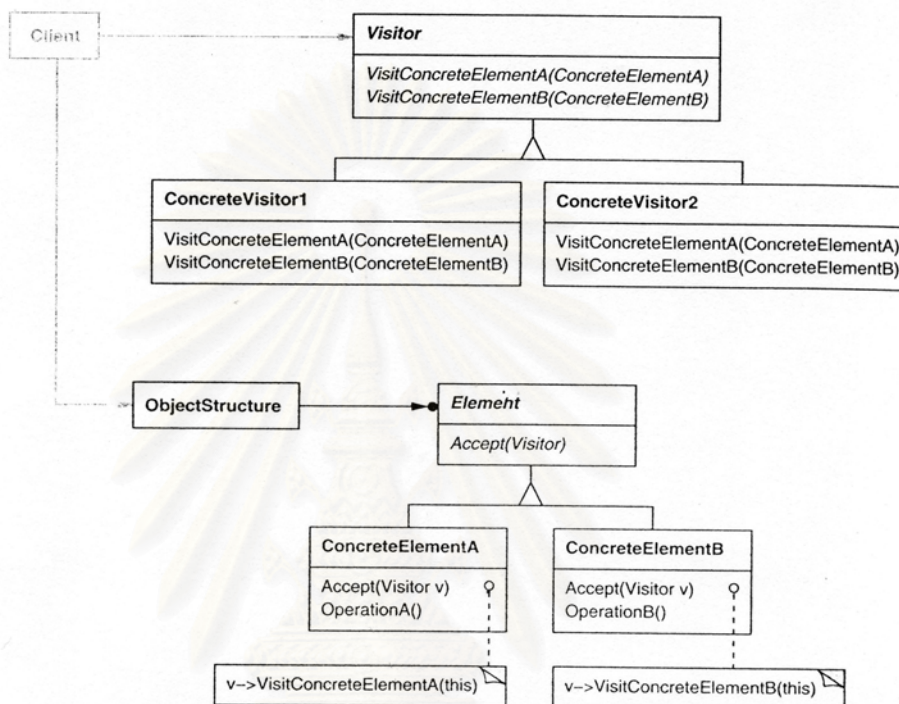 Client
Visitor
VisitConcreteElementA(ConcreteElementA)
VisitConcreteElementB(ConcreteElementB)
ConcreteVisitor1
VisitConcreteElementA(ConcreteElementA)
VisitConcreteElementB(ConcreteElementB)
ConcreteVisitor2
VisitConcreteElementA(ConcreteElementA)
VisitConcreteElementB(ConcreteElementB)
ObjectStructure
Element
Accept(Visitor)
ConcreteElementA
Accept(Visitor v)
OperationA()
ConcreteElementB
Accept(Visitor v)
OperationB()
v–>VisitConcreteElementA(this)
v–>VisitConcreteElementB(this)